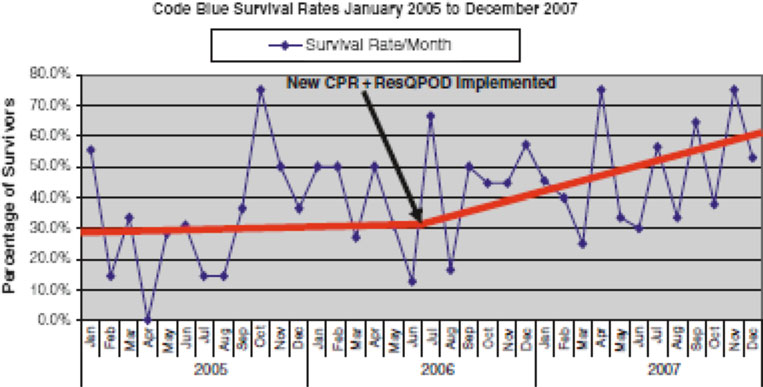 Code Blue Survival Rates January 2005 to December 2007
Survival Rate/Month
New CPR + ResQPOD Implemented
Percentage of Survivors
80.0%
70.0%
60.0%
50.0%
40.0%
30.0%
20.0%
10.0%
0.0%
Jan Feb Mar Apr May Jun Jul Aug Sep Oct Nov Dec Jan Feb Mar Apr May Jun Jul Aug Sep Oct Nov Dec Jan Feb Mar Apr May Jun Jul Aug Sep Oct Nov Dec
2005 2006 2007